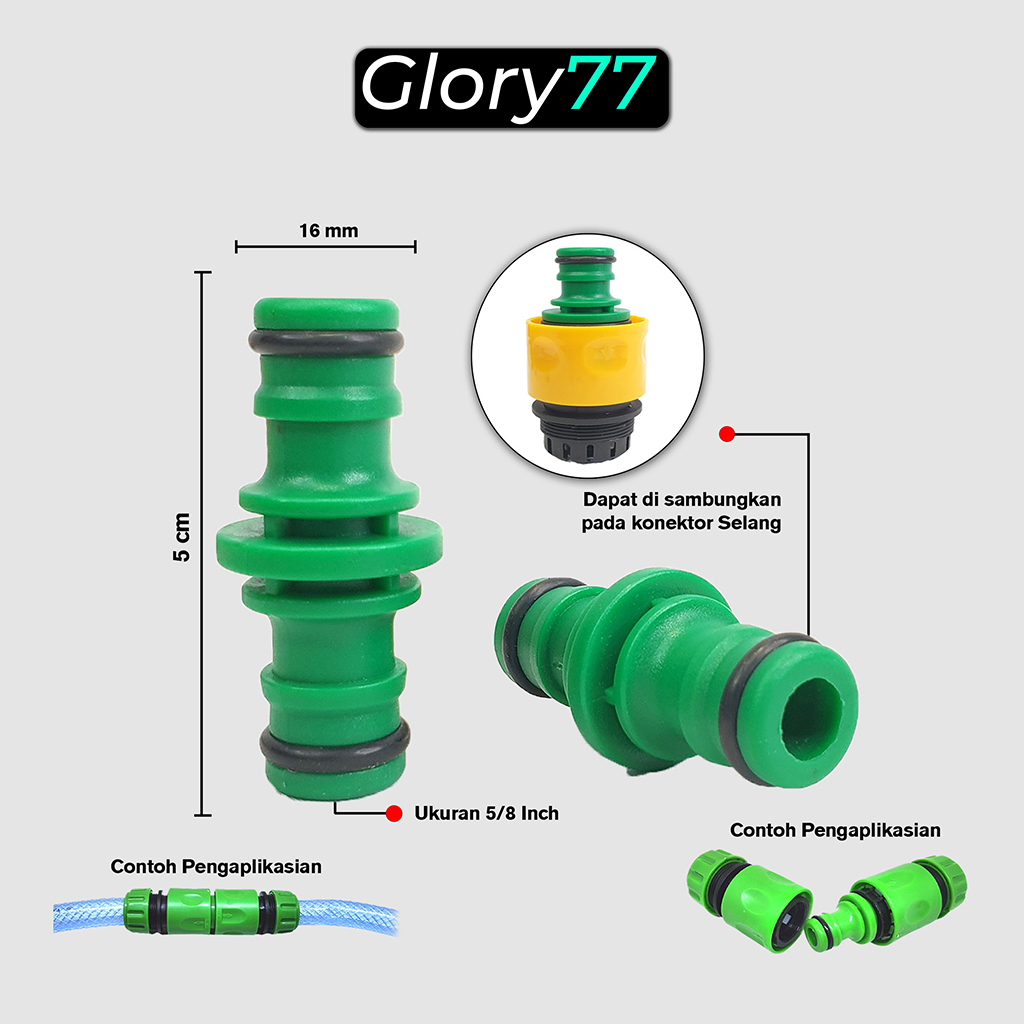 Glory77
16 mm
5 cm
Dapat di sambungkan
pada konektor Selang
Ukuran 5/8 Inch
Contoh Pengaplikasian
Contoh Pengaplikasian